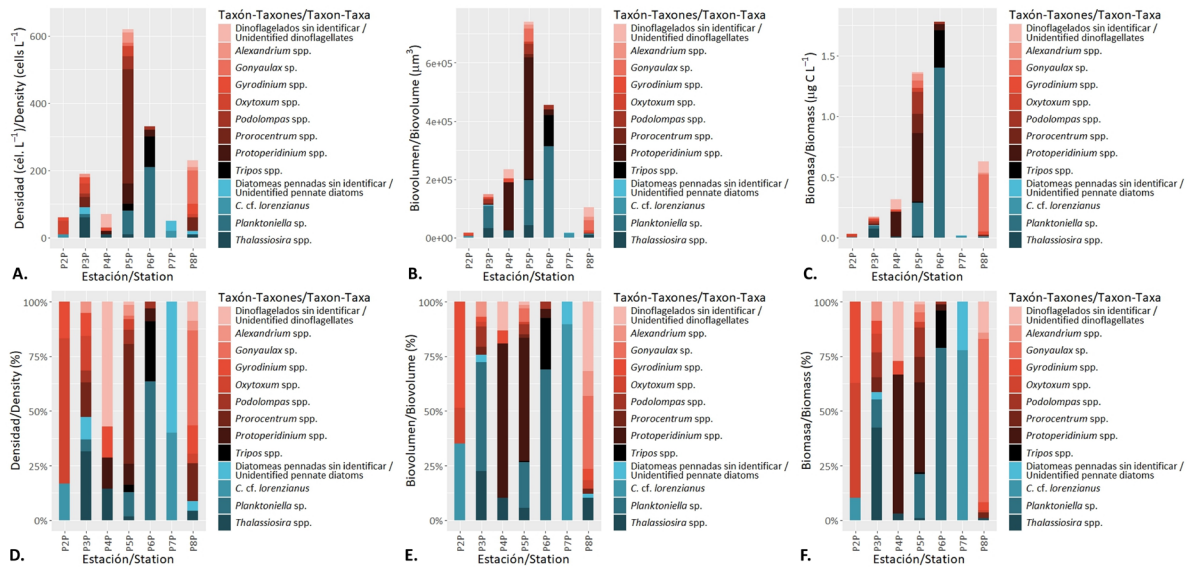 Densidad (cél. L⁻¹)/Density (cells L⁻¹)
600
400
200
0
P2P
P3P
P4P
P5P
P6P
P7P
P8P
Estación/Station
A.
Taxón-Taxones/Taxon-Taxa
Dinoflagelados sin identificar /
Unidentified dinoflagellates
Alexandrium spp.
Gonyaulax sp.
Gyrodinium spp.
Oxytoxum spp.
Podolompas spp.
Prorocentrum spp.
Protoperidinium spp.
Tripos spp.
Diatomeas pennadas sin identificar /
Unidentified pennate diatoms
C. cf. lorenzianus
Planktoniella sp.
Thalassiosira spp.
Biovolumen/Biovolume (µm³)
6e+05
4e+05
2e+05
0e+00
P2P
P3P
P4P
P5P
P6P
P7P
P8P
Estación/Station
B.
Taxón-Taxones/Taxon-Taxa
Dinoflagelados sin identificar /
Unidentified dinoflagellates
Alexandrium spp.
Gonyaulax sp.
Gyrodinium spp.
Oxytoxum spp.
Podolompas spp.
Prorocentrum spp.
Protoperidinium spp.
Tripos spp.
Diatomeas pennadas sin identificar /
Unidentified pennate diatoms
C. cf. lorenzianus
Planktoniella sp.
Thalassiosira spp.
Biomasa/Biomass (µg C L⁻¹)
1.5
1.0
0.5
0.0
P2P
P3P
P4P
P5P
P6P
P7P
P8P
Estación/Station
C.
Taxón-Taxones/Taxon-Taxa
Dinoflagelados sin identificar /
Unidentified dinoflagellates
Alexandrium spp.
Gonyaulax sp.
Gyrodinium spp.
Oxytoxum spp.
Podolompas spp.
Prorocentrum spp.
Protoperidinium spp.
Tripos spp.
Diatomeas pennadas sin identificar /
Unidentified pennate diatoms
C. cf. lorenzianus
Planktoniella sp.
Thalassiosira spp.
Densidad/Density (%)
100%
75%
50%
25%
0%
P2P
P3P
P4P
P5P
P6P
P7P
P8P
Estación/Station
D.
Taxón-Taxones/Taxon-Taxa
Dinoflagelados sin identificar /
Unidentified dinoflagellates
Alexandrium spp.
Gonyaulax sp.
Gyrodinium spp.
Oxytoxum spp.
Podolompas spp.
Prorocentrum spp.
Protoperidinium spp.
Tripos spp.
Diatomeas pennadas sin identificar /
Unidentified pennate diatoms
C. cf. lorenzianus
Planktoniella sp.
Thalassiosira spp.
Biovolumen/Biovolume (%)
100%
75%
50%
25%
0%
P2P
P3P
P4P
P5P
P6P
P7P
P8P
Estación/Station
E.
Taxón-Taxones/Taxon-Taxa
Dinoflagelados sin identificar /
Unidentified dinoflagellates
Alexandrium spp.
Gonyaulax sp.
Gyrodinium spp.
Oxytoxum spp.
Podolompas spp.
Prorocentrum spp.
Protoperidinium spp.
Tripos spp.
Diatomeas pennadas sin identificar /
Unidentified pennate diatoms
C. cf. lorenzianus
Planktoniella sp.
Thalassiosira spp.
Biomasa/Biomass (%)
100%
75%
50%
25%
0%
P2P
P3P
P4P
P5P
P6P
P7P
P8P
Estación/Station
F.
Taxón-Taxones/Taxon-Taxa
Dinoflagelados sin identificar /
Unidentified dinoflagellates
Alexandrium spp.
Gonyaulax sp.
Gyrodinium spp.
Oxytoxum spp.
Podolompas spp.
Prorocentrum spp.
Protoperidinium spp.
Tripos spp.
Diatomeas pennadas sin identificar /
Unidentified pennate diatoms
C. cf. lorenzianus
Planktoniella sp.
Thalassiosira spp.